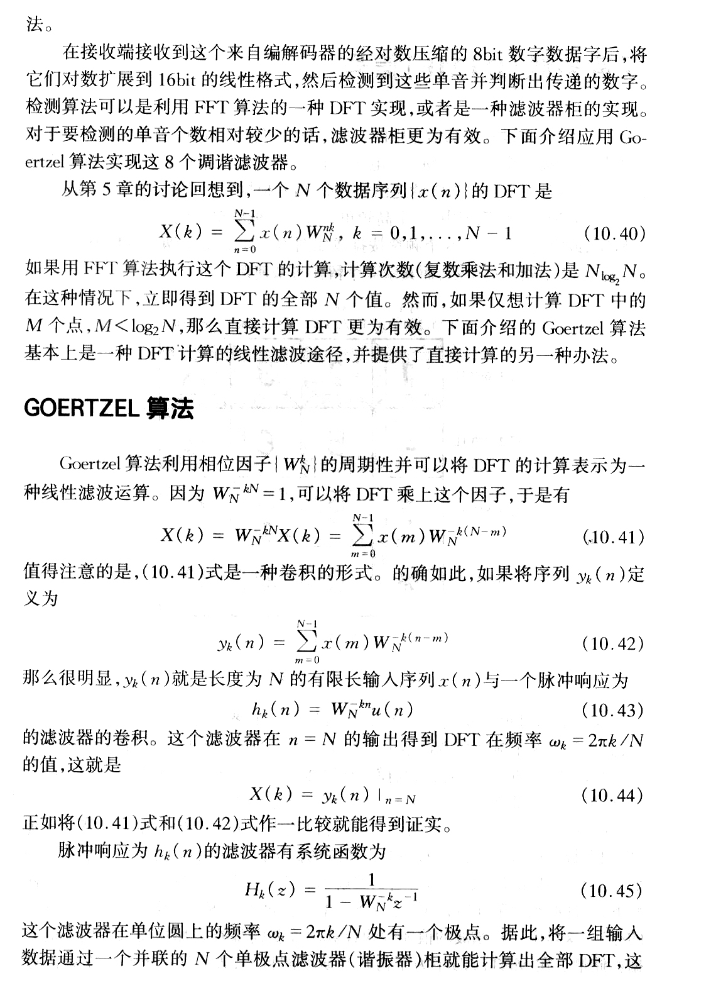 法。
在接收端接收到这个来自编解码器的经对数压缩的 8bit 数字数据字后,将
它们对数扩展到 16bit 的线性格式,然后检测到这些单音并判断出传递的数字。
检测算法可以是利用 FFT 算法的一种 DFT 实现,或者是一种滤波器柜的实现。
对于要检测的单音个数相对较少的话,滤波器柜更为有效。下面介绍应用 Go-
ertzel 算法实现这 8 个调谐滤波器。
从第 5 章的讨论回想到,一个 N 个数据序列{x(n)}的 DFT 是
X(k) = \sum_{n=0}^{N-1} x(n)W_N^{nk}, k = 0,1,...,N - 1 (10.40)
如果用 FFT 算法执行这个 DFT 的计算,计算次数(复数乘法和加法)是 N_{log_2}N。
在这种情况下,立即得到 DFT 的全部 N 个值。然而,如果仅想计算 DFT 中的
M 个点,M<log_2N,那么直接计算 DFT 更为有效。下面介绍的 Goertzel 算法
基本上是一种 DFT 计算的线性滤波途径,并提供了直接计算的另一种办法。
GOERTZEL 算法
Goertzel 算法利用相位因子{W_N^k}的周期性并可以将 DFT 的计算表示为一
种线性滤波运算。因为 W_N^{-kN} = 1,可以将 DFT 乘上这个因子,于是有
X(k) = W_N^{-kN}X(k) = \sum_{m=0}^{N-1} x(m)W_N^{-k(N-m)} (10.41)
值得注意的是,(10.41)式是一种卷积的形式。的确如此,如果将序列 y_k(n)定
义为
y_k(n) = \sum_{m=0}^{N-1} x(m)W_N^{-k(n-m)} (10.42)
那么很明显,y_k(n)就是长度为 N 的有限长输入序列 x(n)与一个脉冲响应为
h_k(n) = W_N^{-kn}u(n) (10.43)
的滤波器的卷积。这个滤波器在 n = N 的输出得到 DFT 在频率 ω_k = 2πk/N
的值,这就是
X(k) = y_k(n)|_{n=N} (10.44)
正如将(10.41)式和(10.42)式作一比较就能得到证实。
脉冲响应为 h_k(n)的滤波器有系统函数为
H_k(z) = \frac{1}{1 - W_N^{-k}z^{-1}} (10.45)
这个滤波器在单位圆上的频率 ω_k = 2πk/N 处有一个极点。据此,将一组输入
数据通过一个并联的 N 个单极点滤波器(谐振器)柜就能计算出全部 DFT,这